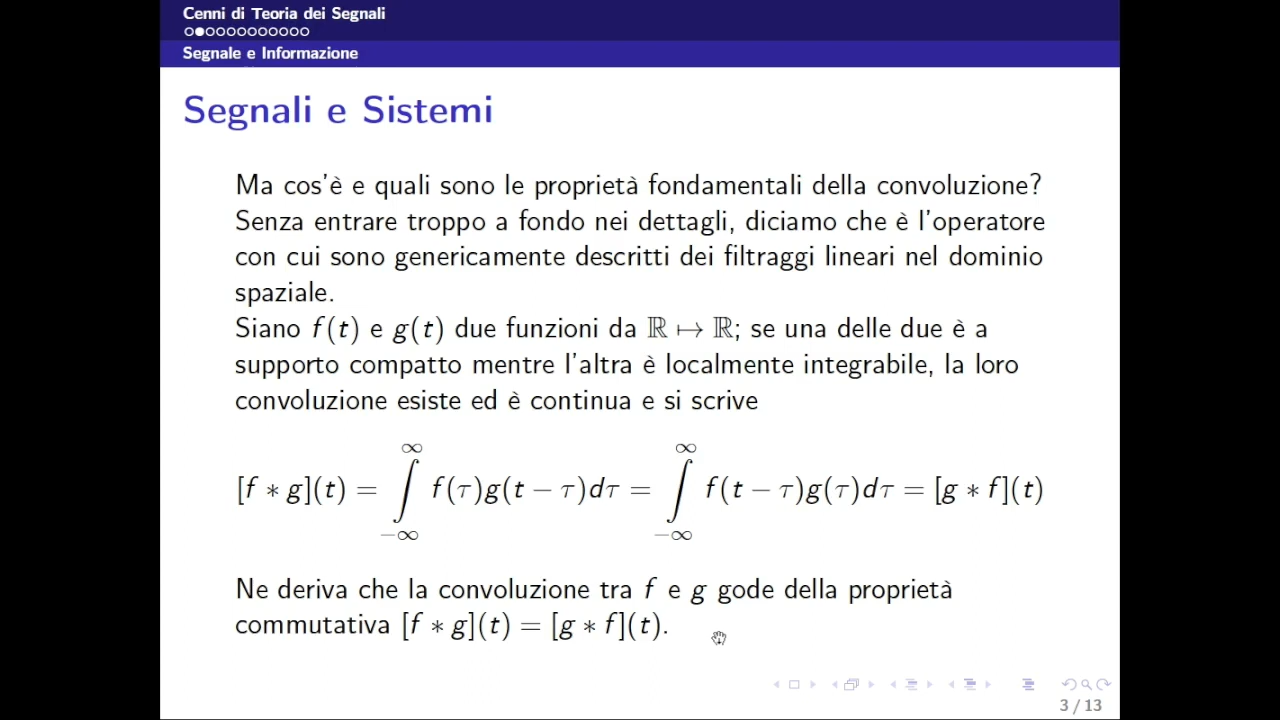 Cenni di Teoria dei Segnali
Segnale e Informazione
Segnali e Sistemi
Ma cos'è e quali sono le proprietà fondamentali della convoluzione?
Senza entrare troppo a fondo nei dettagli, diciamo che è l'operatore
con cui sono genericamente descritti dei filtraggi lineari nel dominio
spaziale.
Siano f(t) e g(t) due funzioni da ℝ ↦ ℝ; se una delle due è a
supporto compatto mentre l'altra è localmente integrabile, la loro
convoluzione esiste ed è continua e si scrive
[f ∗ g](t) = ∫_{−∞}^{∞} f(τ)g(t − τ)dτ = ∫_{−∞}^{∞} f(t − τ)g(τ)dτ = [g ∗ f](t)
Ne deriva che la convoluzione tra f e g gode della proprietà
commutativa [f ∗ g](t) = [g ∗ f](t).
3 / 13